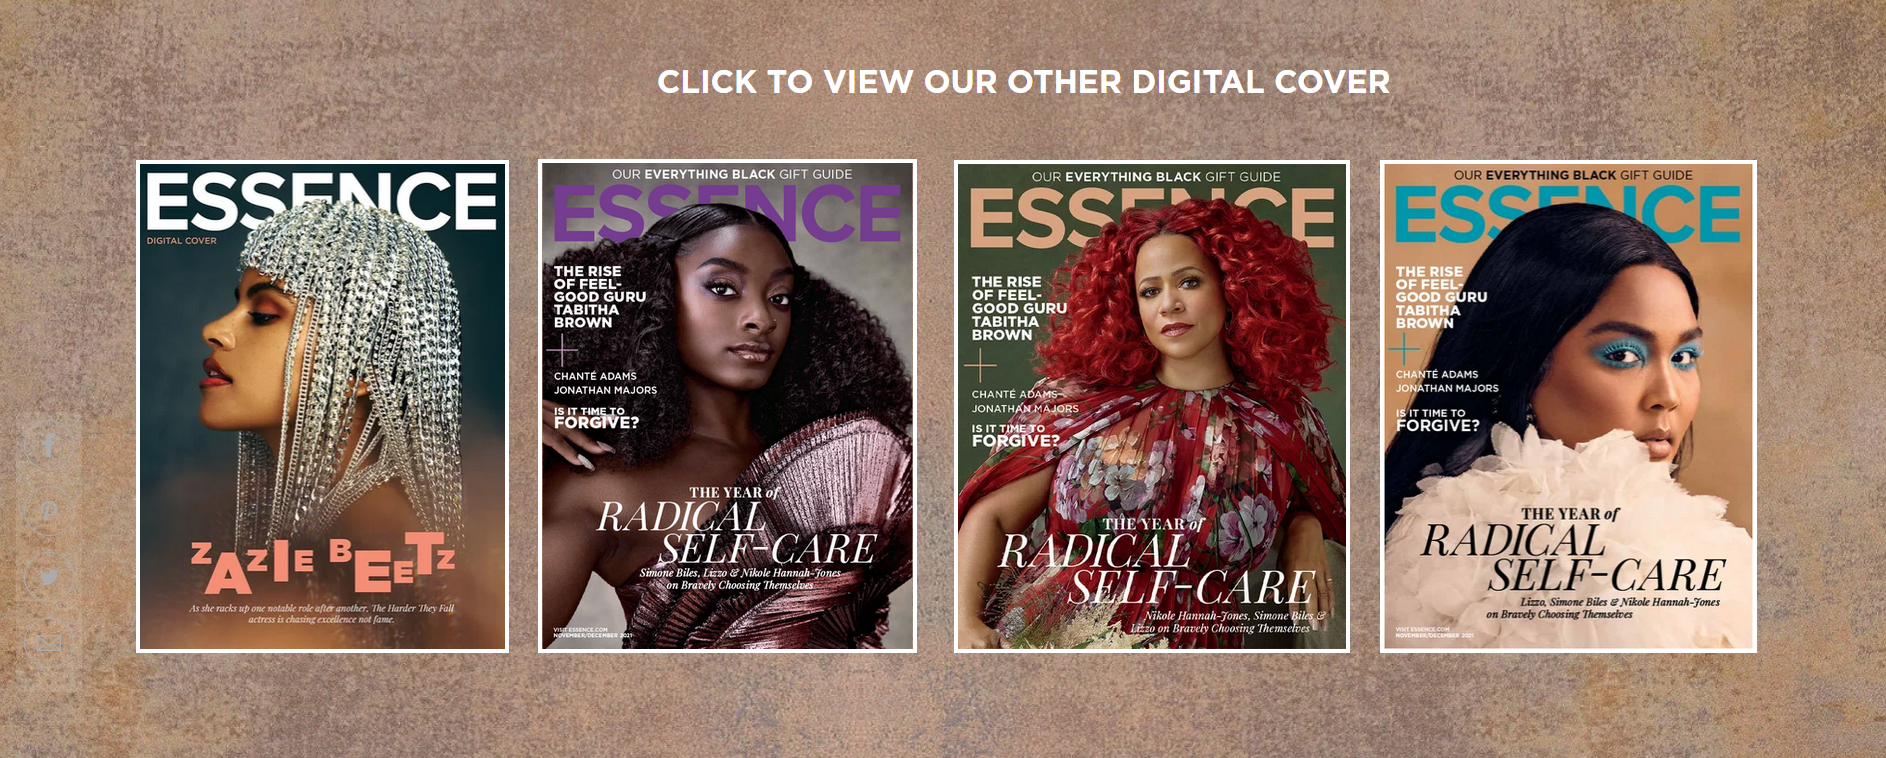 CLICK TO VIEW OUR OTHER DIGITAL COVER
ESSENCE
DIGITAL COVER
ZAZIE BEETZ
As she racks up one notable role after another, The Harder They Fall
actress is chasing excellence not fame.
OUR EVERYTHING BLACK GIFT GUIDE
ESSENCE
THE RISE
OF FEEL-
GOOD GURU
TABITHA
BROWN
CHANTÉ ADAMS
JONATHAN MAJORS
IS IT TIME TO
FORGIVE?
THE YEAR of
RADICAL
SELF-CARE
Simone Biles, Lizzo & Nikole Hannah-Jones
on Bravely Choosing Themselves
VISIT ESSENCE.COM
NOVEMBER/DECEMBER 2021
OUR EVERYTHING BLACK GIFT GUIDE
ESSENCE
THE RISE
OF FEEL-
GOOD GURU
TABITHA
BROWN
CHANTÉ ADAMS
JONATHAN MAJORS
IS IT TIME TO
FORGIVE?
THE YEAR of
RADICAL
SELF-CARE
Nikole Hannah-Jones, Simone Biles &
Lizzo on Bravely Choosing Themselves
OUR EVERYTHING BLACK GIFT GUIDE
ESSENCE
THE RISE
OF FEEL-
GOOD GURU
TABITHA
BROWN
CHANTÉ ADAMS
JONATHAN MAJORS
IS IT TIME TO
FORGIVE?
THE YEAR of
RADICAL
SELF-CARE
Lizzo, Simone Biles & Nikole Hannah-Jones
on Bravely Choosing Themselves
VISIT ESSENCE.COM
NOVEMBER/DECEMBER 2021